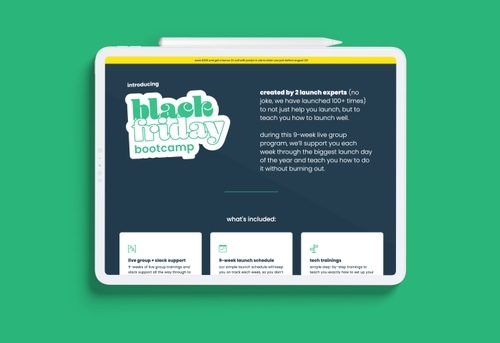 introducing
black
friday
bootcamp
created by 2 launch experts (no
joke, we have launched 100+ times)
to not just help you launch, but to
teach you how to launch well.
during this 9-week live group
program, we'll support you each
week through the biggest launch day
of the year and teach you how to do
it without burning out.
what's included:
live group + slack support
9-weeks of live group trainings and
slack support all the way through to
9-week launch schedule
our simple launch schedule will keep
you on track each week, so you don't
tech trainings
simple step-by-step trainings to
teach you exactly how to set up your